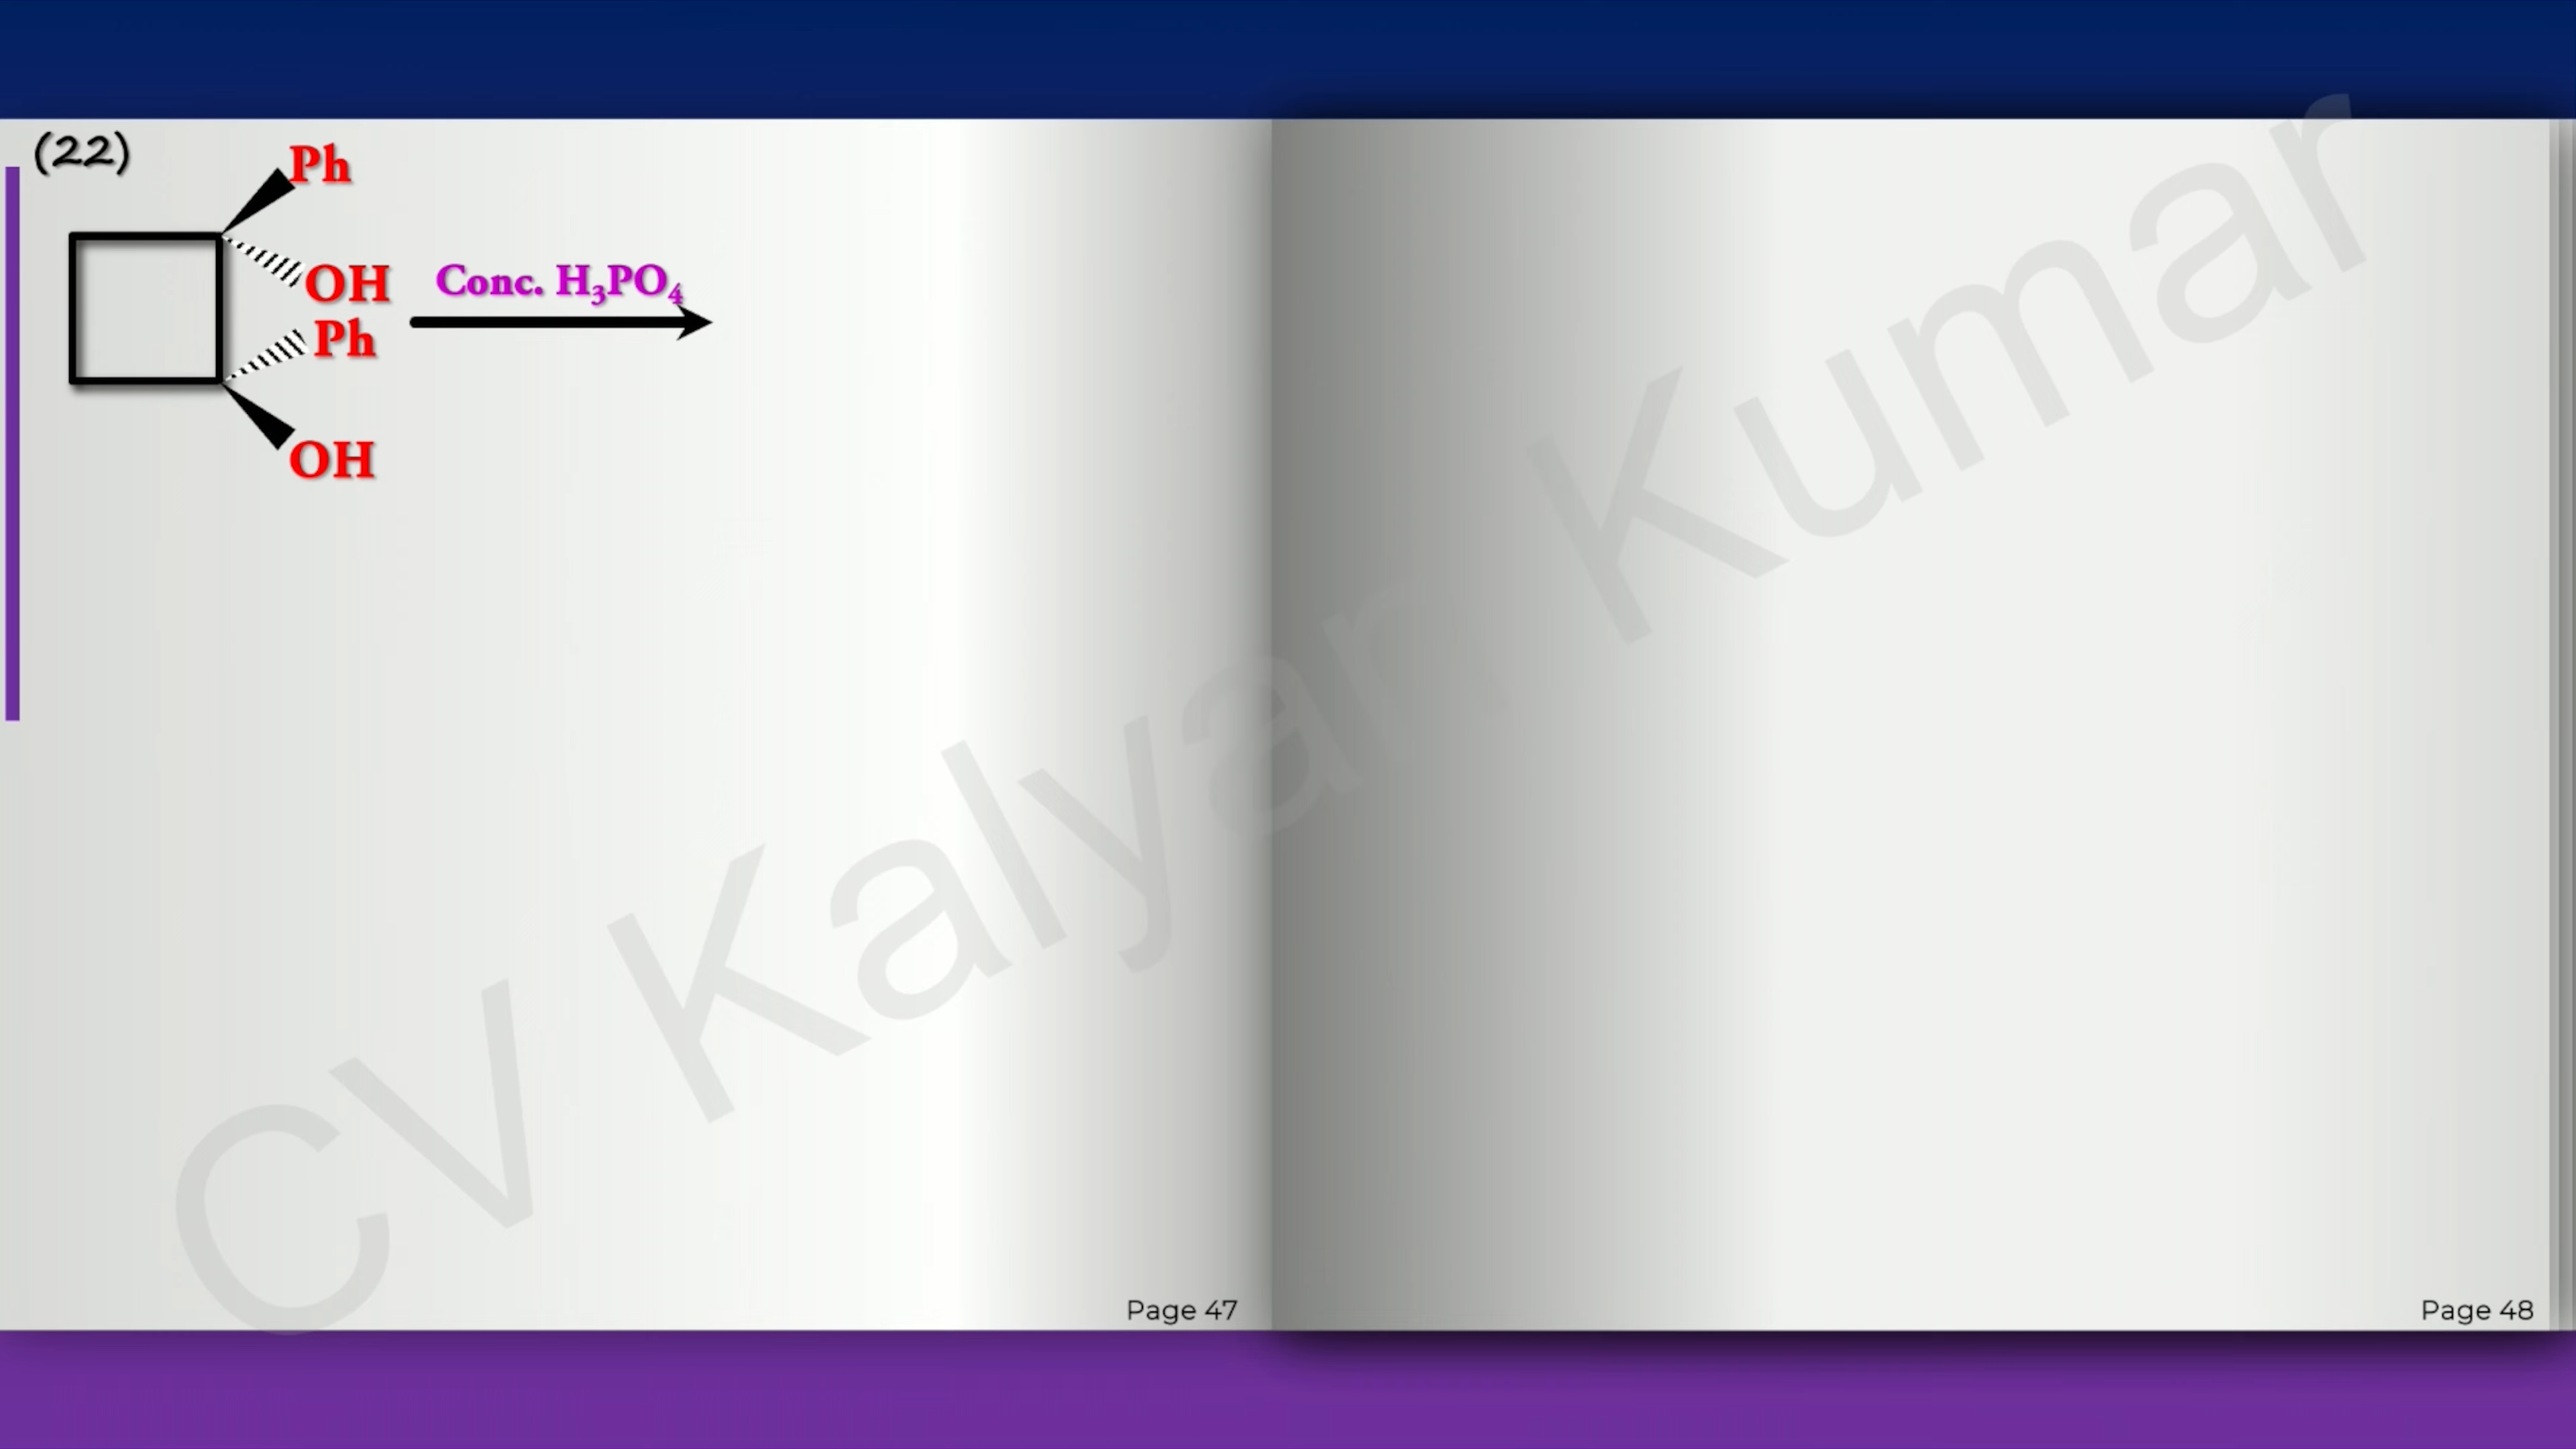 (22)
Ph
OH
Conc. H₃PO₄
Ph
OH
CV Kalyan Kumar
Page 47
Page 48